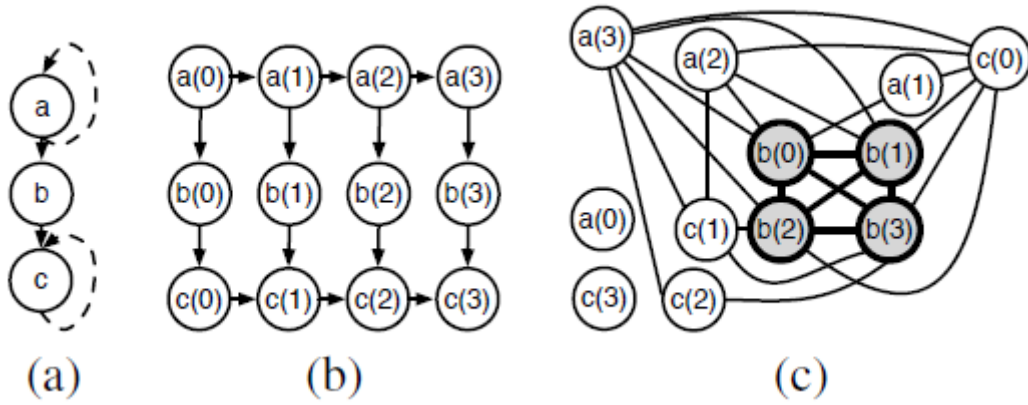 a
b
c
(a)
a(0) a(1) a(2) a(3)
b(0) b(1) b(2) b(3)
c(0) c(1) c(2) c(3)
(b)
a(3) a(2) a(1) c(0)
b(0) b(1)
a(0) c(1) b(2) b(3)
c(3) c(2)
(c)